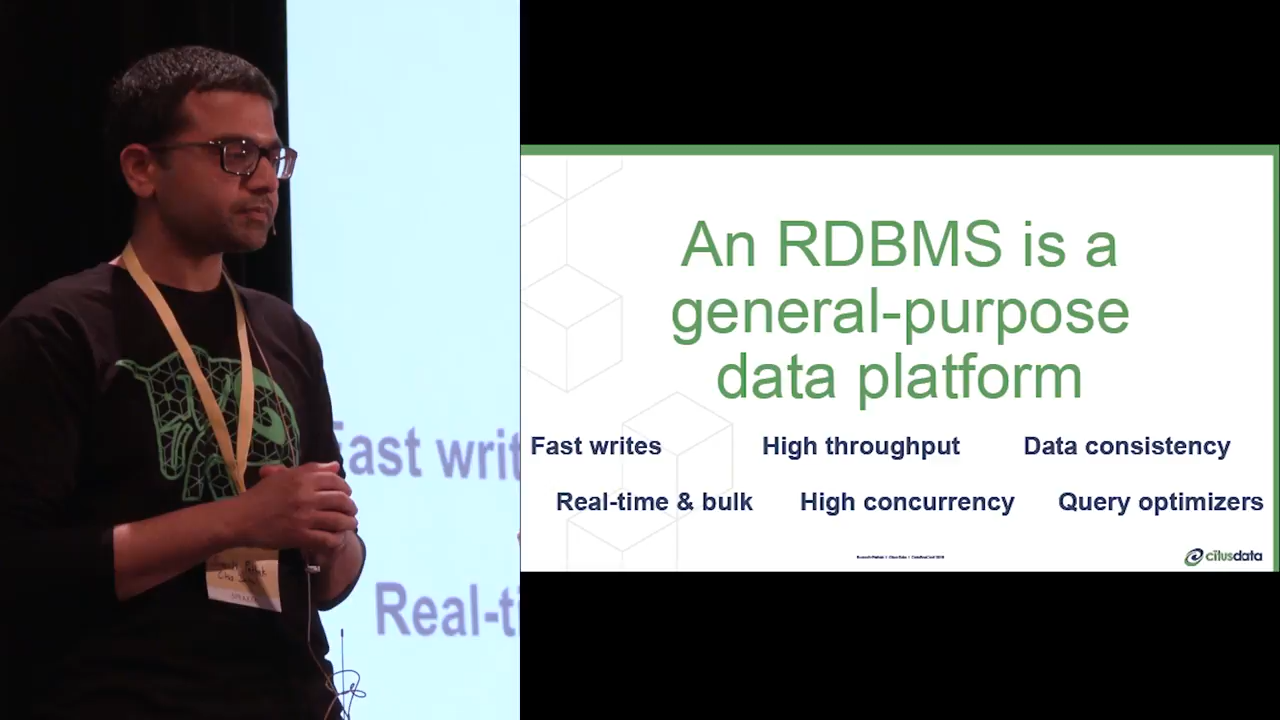 An RDBMS is a
general-purpose
data platform
Fast writes High throughput Data consistency
Real-time & bulk High concurrency Query optimizers
citusdata
Fast writ
Real-ti